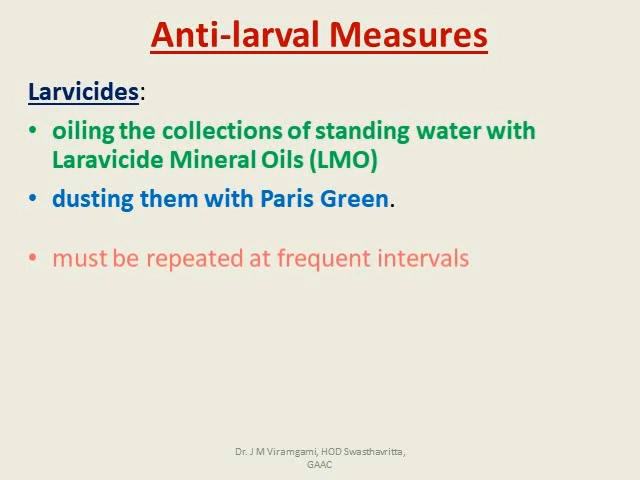 Anti-larval Measures
Larvicides:
• oiling the collections of standing water with
Laravicide Mineral Oils (LMO)
• dusting them with Paris Green.
• must be repeated at frequent intervals
Dr. J M Viramgami, HOD Swasthavritta,
GAAC